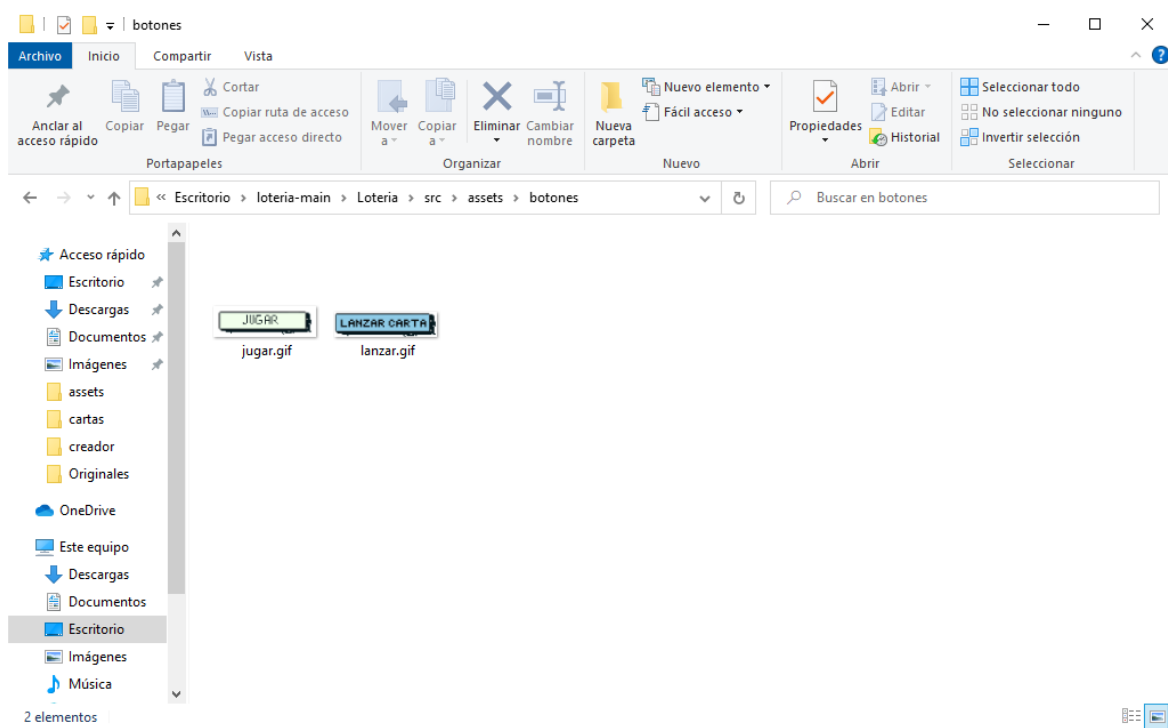 botones
Archivo Inicio Compartir Vista
Anclar al acceso rápido
Copiar
Pegar
Cortar
Copiar ruta de acceso
Pegar acceso directo
Portapapeles
Mover a
Copiar a
Eliminar
Cambiar nombre
Organizar
Nueva carpeta
Nuevo elemento
Fácil acceso
Nuevo
Propiedades
Abrir
Editar
Historial
Abrir
Seleccionar todo
No seleccionar ninguno
Invertir selección
Seleccionar
« Escritorio > loteria-main > Loteria > src > assets > botones
Buscar en botones
Acceso rápido
Escritorio
Descargas
Documentos
Imágenes
assets
cartas
creador
Originales
OneDrive
Este equipo
Descargas
Documentos
Escritorio
Imágenes
Música
JUGAR
jugar.gif
LANZAR CARTA
lanzar.gif
2 elementos